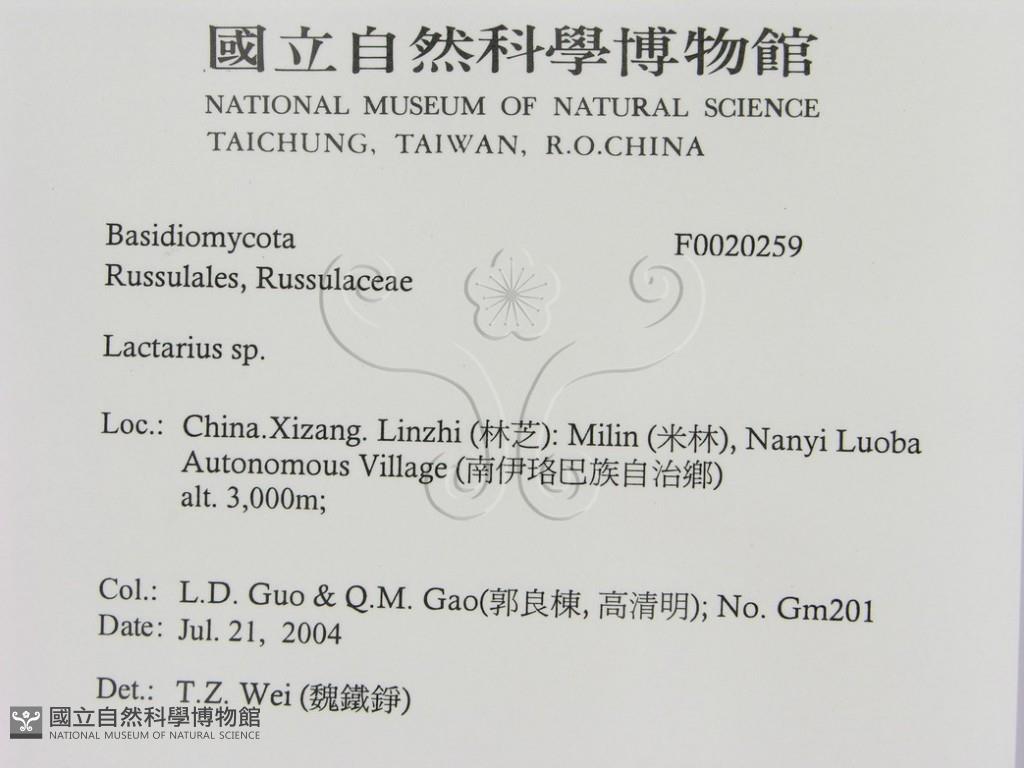 國立自然科學博物館
NATIONAL MUSEUM OF NATURAL SCIENCE
TAICHUNG, TAIWAN, R.O.CHINA
Basidiomycota F0020259
Russulales, Russulaceae
Lactarius sp.
Loc.: China.Xizang. Linzhi (林芝): Milin (米林), Nanyi Luoba
Autonomous Village (南伊珞巴族自治鄉)
alt. 3,000m;
Col.: L.D. Guo & Q.M. Gao(郭良棟, 高清明); No. Gm201
Date: Jul. 21, 2004
Det.: T.Z. Wei (魏鐵錚)
國立自然科學博物館
NATIONAL MUSEUM OF NATURAL SCIENCE